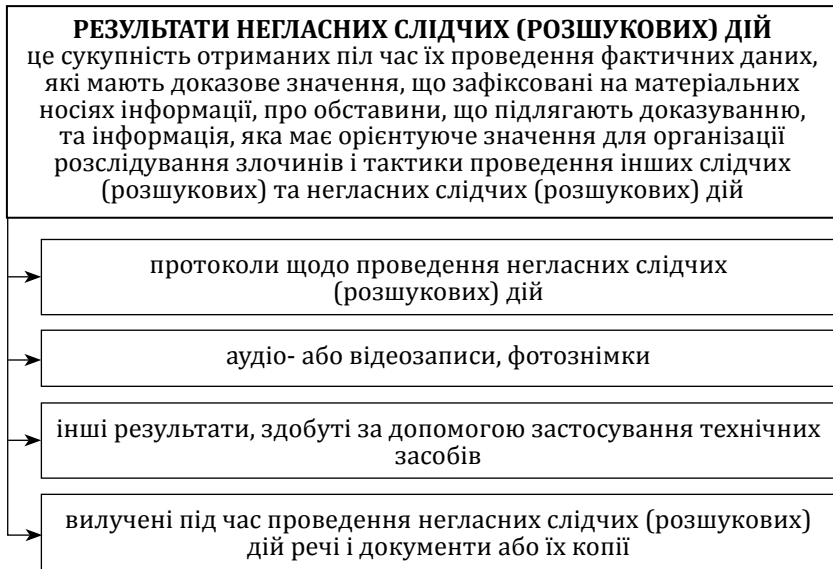 РЕЗУЛЬТАТИ НЕГЛАСНИХ СЛІДЧИХ (РОЗШУКОВИХ) ДІЙ
це сукупність отриманих піл час їх проведення фактичних даних,
які мають доказове значення, що зафіксовані на матеріальних
носіях інформації, про обставини, що підлягають доказуванню,
та інформація, яка має орієнтуюче значення для організації
розслідування злочинів і тактики проведення інших слідчих
(розшукових) та негласних слідчих (розшукових) дій
протоколи щодо проведення негласних слідчих
(розшукових) дій
аудіо- або відеозаписи, фотознімки
інші результати, здобуті за допомогою застосування технічних
засобів
вилучені під час проведення негласних слідчих (розшукових)
дій речі і документи або їх копії